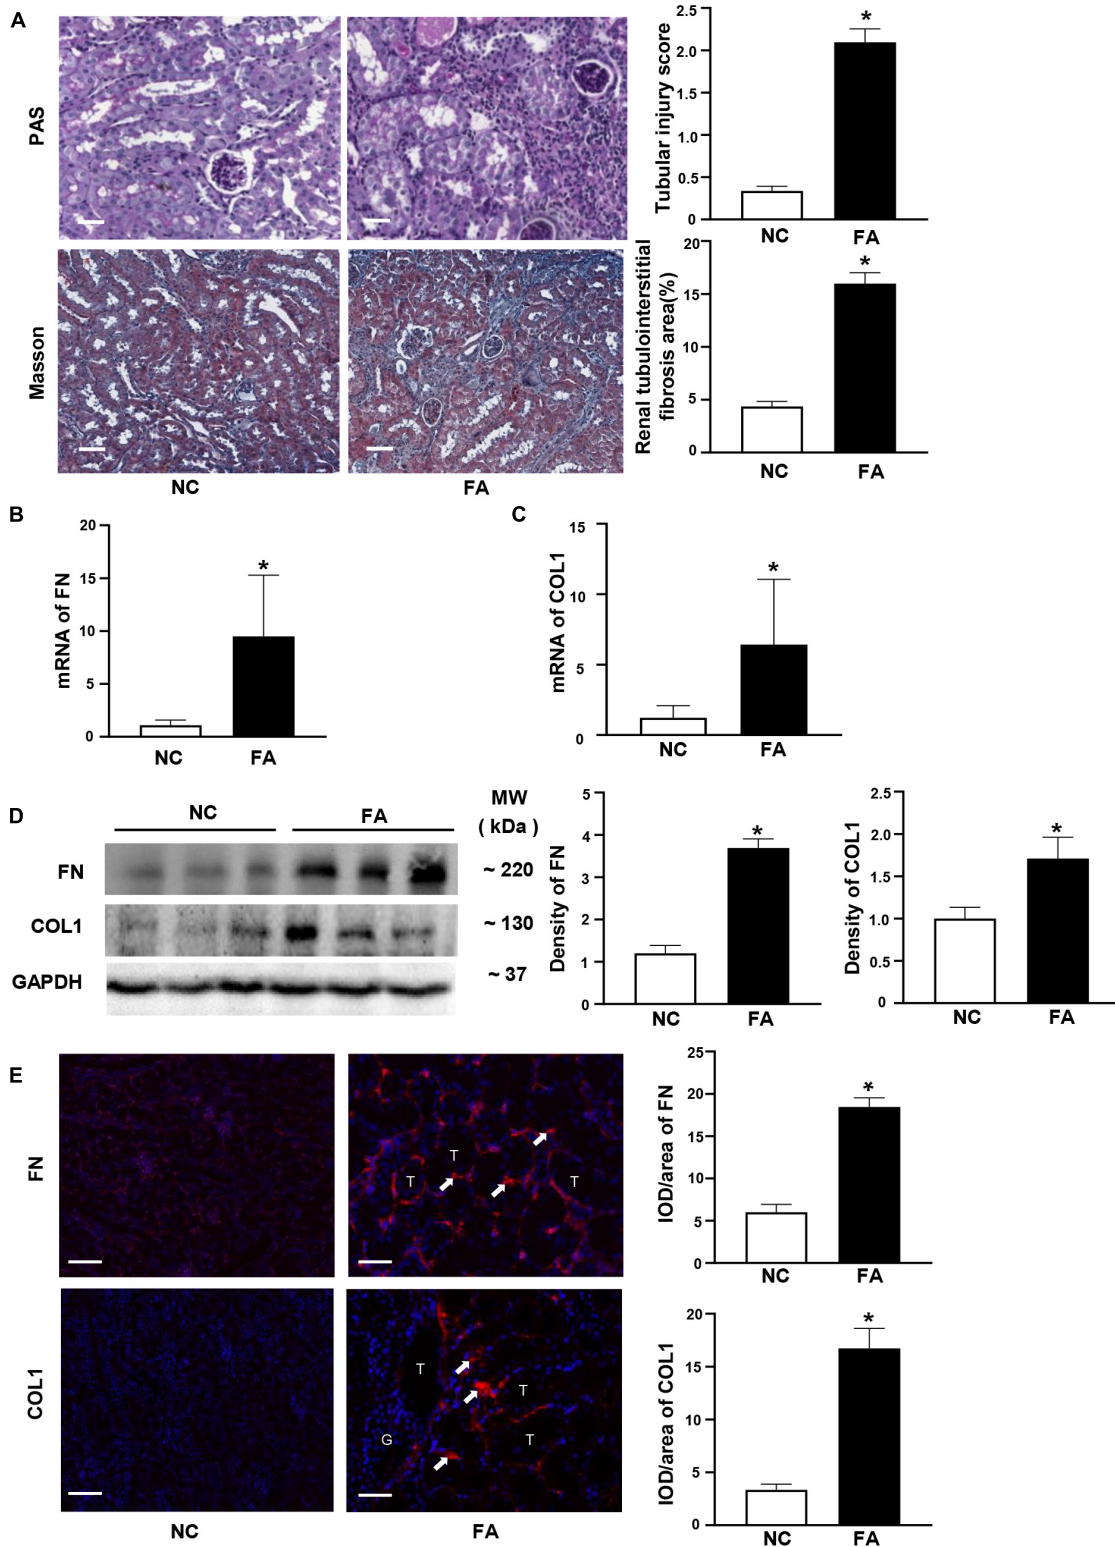 A
PAS
Masson
NC
FA
Tubular injury score
2.5
2.0
1.5
1.0
0.5
0
*
NC
FA
Renal tubulointerstitial
fibrosis area(%)
20
15
10
5
0
*
NC
FA
B
mRNA of FN
20
15
10
5
0
*
NC
FA
C
mRNA of COL1
15
10
5
0
*
NC
FA
D
NC
FA
MW
( kDa )
FN
~ 220
COL1
~ 130
GAPDH
~ 37
Density of FN
5
4
3
2
1
0
*
NC
FA
Density of COL1
2.5
2.0
1.5
1.0
0.5
0
*
NC
FA
E
FN
T
T
T
COL1
T
T
G
T
NC
FA
IOD/area of FN
25
20
15
10
5
0
*
NC
FA
IOD/area of COL1
20
15
10
5
0
*
NC
FA